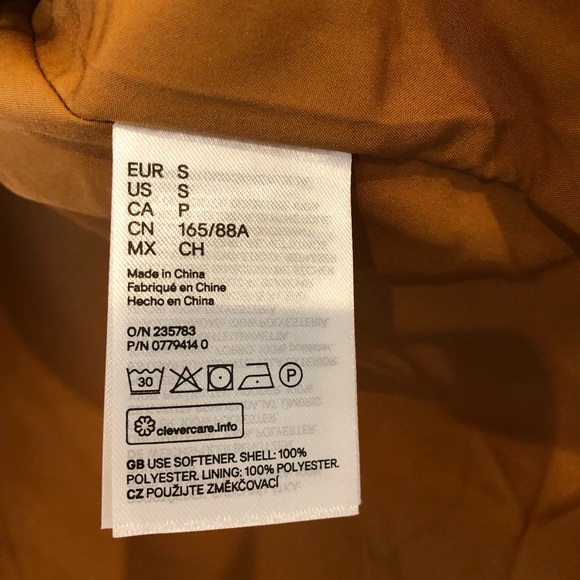 EUR S
US S
CA P
CN 165/88A
MX CH
Made in China
Fabriqué en Chine
Hecho en China
O/N 235783
P/N 0779414 0
30 P
clevercare.info
GB USE SOFTENER. SHELL: 100%
POLYESTER. LINING: 100% POLYESTER.
CZ POUŽIJTE ZMĚKČOVACÍ